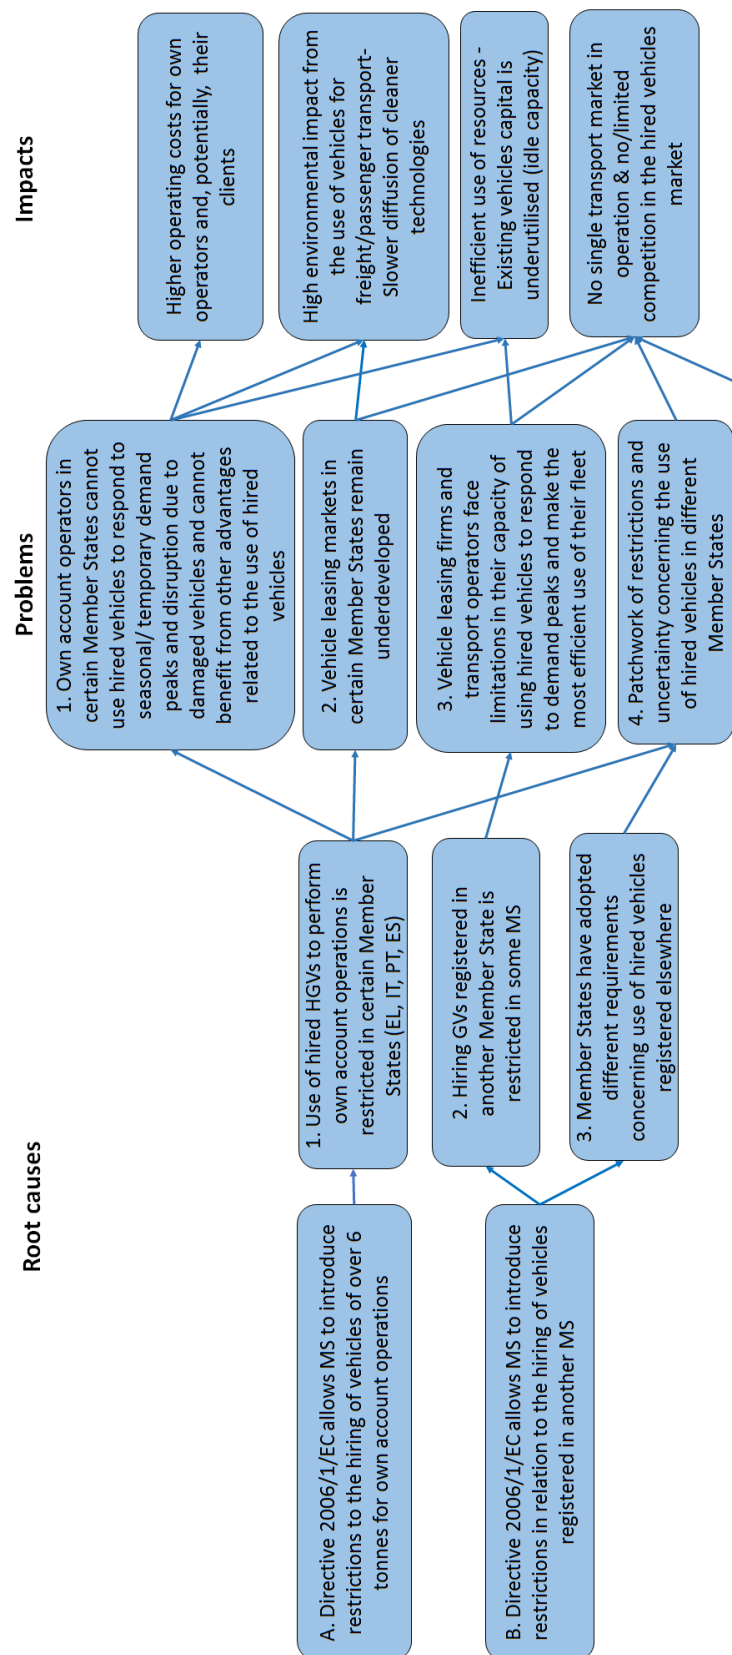 Root causes
Problems
Impacts
A. Directive 2006/1/EC allows MS to introduce
restrictions to the hiring of vehicles of over 6
tonnes for own account operations
B. Directive 2006/1/EC allows MS to introduce
restrictions in relation to the hiring of vehicles
registered in another MS
1. Use of hired HGVs to perform
own account operations is
restricted in certain Member
States (EL, IT, PT, ES)
2. Hiring GVs registered in
another Member State is
restricted in some MS
3. Member States have adopted
different requirements
concerning use of hired vehicles
registered elsewhere
1. Own account operators in
certain Member States cannot
use hired vehicles to respond to
seasonal/ temporary demand
peaks and disruption due to
damaged vehicles and cannot
benefit from other advantages
related to the use of hired
vehicles
2. Vehicle leasing markets in
certain Member States remain
underdeveloped
3. Vehicle leasing firms and
transport operators face
limitations in their capacity of
using hired vehicles to respond
to demand peaks and make the
most efficient use of their fleet
4. Patchwork of restrictions and
uncertainty concerning the use
of hired vehicles in different
Member States
Higher operating costs for own
operators and, potentially, their
clients
High environmental impact from
the use of vehicles for
freight/passenger transport-
Slower diffusion of cleaner
technologies
Inefficient use of resources -
Existing vehicles capital is
underutilised (idle capacity)
No single transport market in
operation & no/limited
competition in the hired vehicles
market